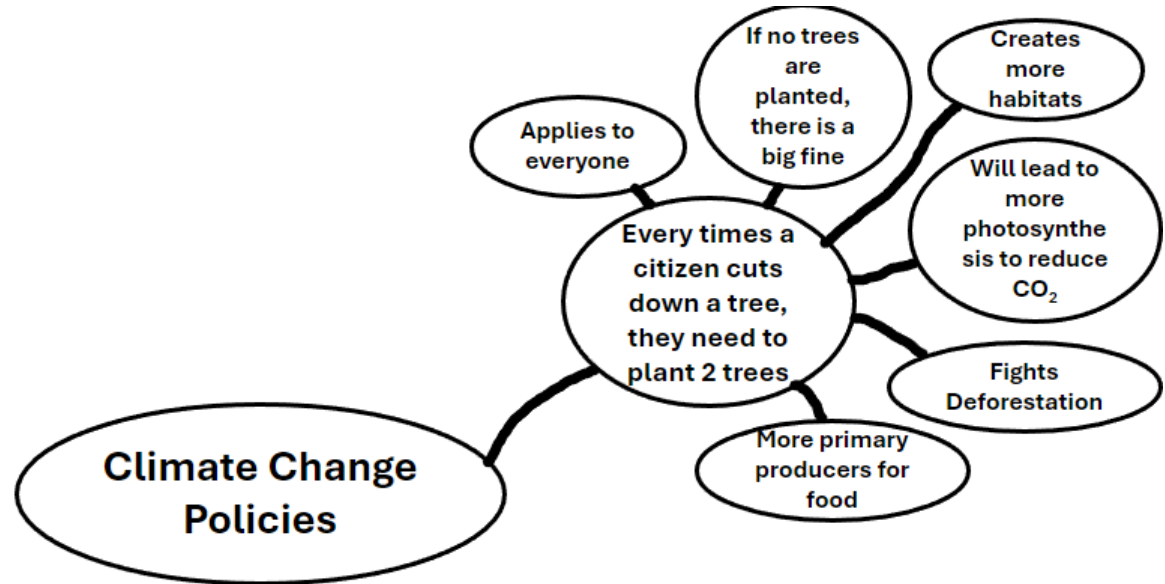 Climate Change
Policies
Every times a
citizen cuts
down a tree,
they need to
plant 2 trees
Applies to
everyone
If no trees
are
planted,
there is a
big fine
Creates
more
habitats
Will lead to
more
photosynthe
sis to reduce
CO₂
Fights
Deforestation
More primary
producers for
food